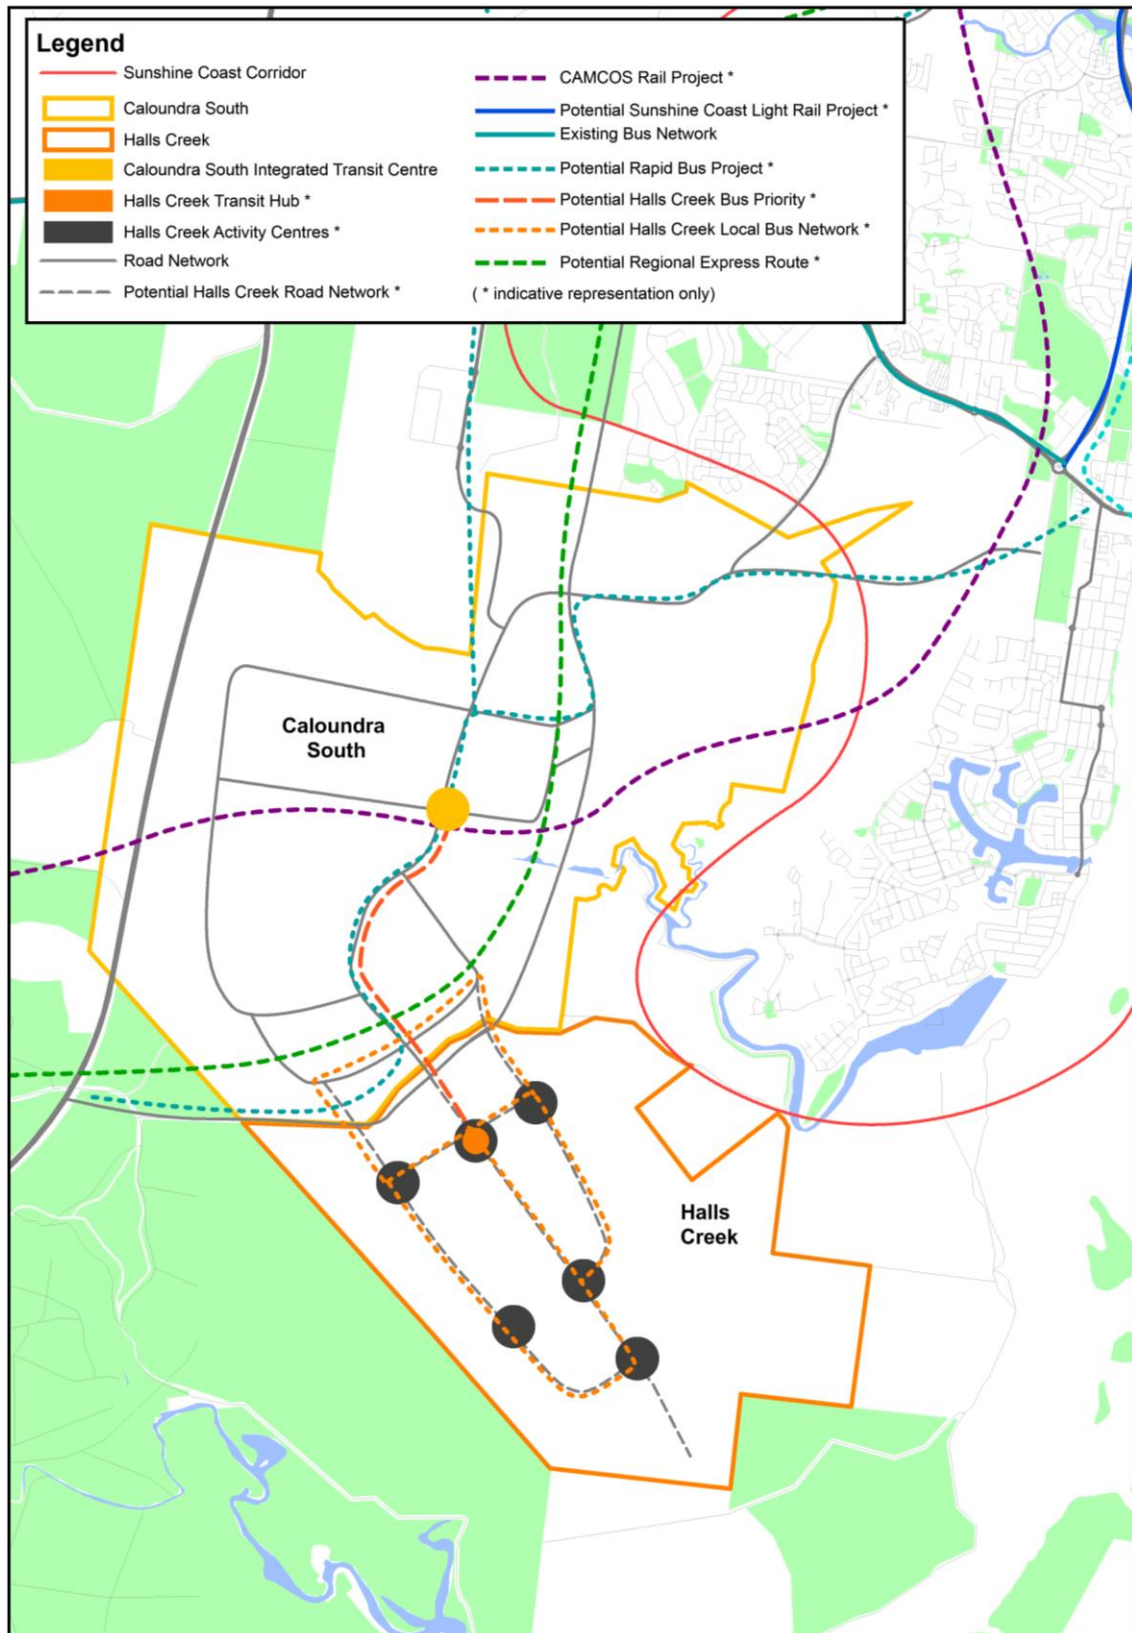 Legend
Sunshine Coast Corridor
Caloundra South
Halls Creek
Caloundra South Integrated Transit Centre
Halls Creek Transit Hub *
Halls Creek Activity Centres *
Road Network
Potential Halls Creek Road Network *
CAMCOS Rail Project *
Potential Sunshine Coast Light Rail Project *
Existing Bus Network
Potential Rapid Bus Project *
Potential Halls Creek Bus Priority *
Potential Halls Creek Local Bus Network *
Potential Regional Express Route *
( * indicative representation only)
Caloundra
South
Halls
Creek